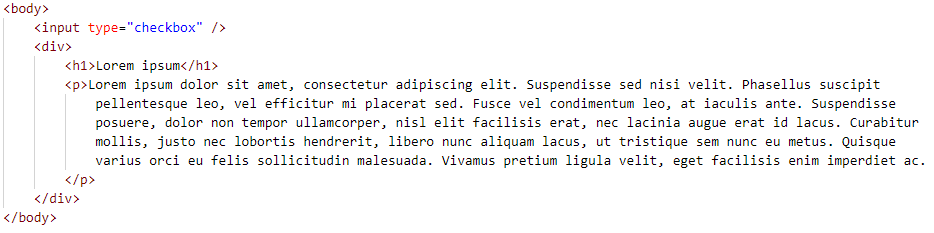 <body>
<input type="checkbox" />
<div>
<h1>Lorem ipsum</h1>
<p>Lorem ipsum dolor sit amet, consectetur adipiscing elit. Suspendisse sed nisi velit. Phasellus suscipit
pellentesque leo, vel efficitur mi placerat sed. Fusce vel condimentum leo, at iaculis ante. Suspendisse
posuere, dolor non tempor ullamcorper, nisl elit facilisis erat, nec lacinia augue erat id lacus. Curabitur
mollis, justo nec lobortis hendrerit, libero nunc aliquam lacus, ut tristique sem nunc eu metus. Quisque
varius orci eu felis sollicitudin malesuada. Vivamus pretium ligula velit, eget facilisis enim imperdiet ac.
</p>
</div>
</body>